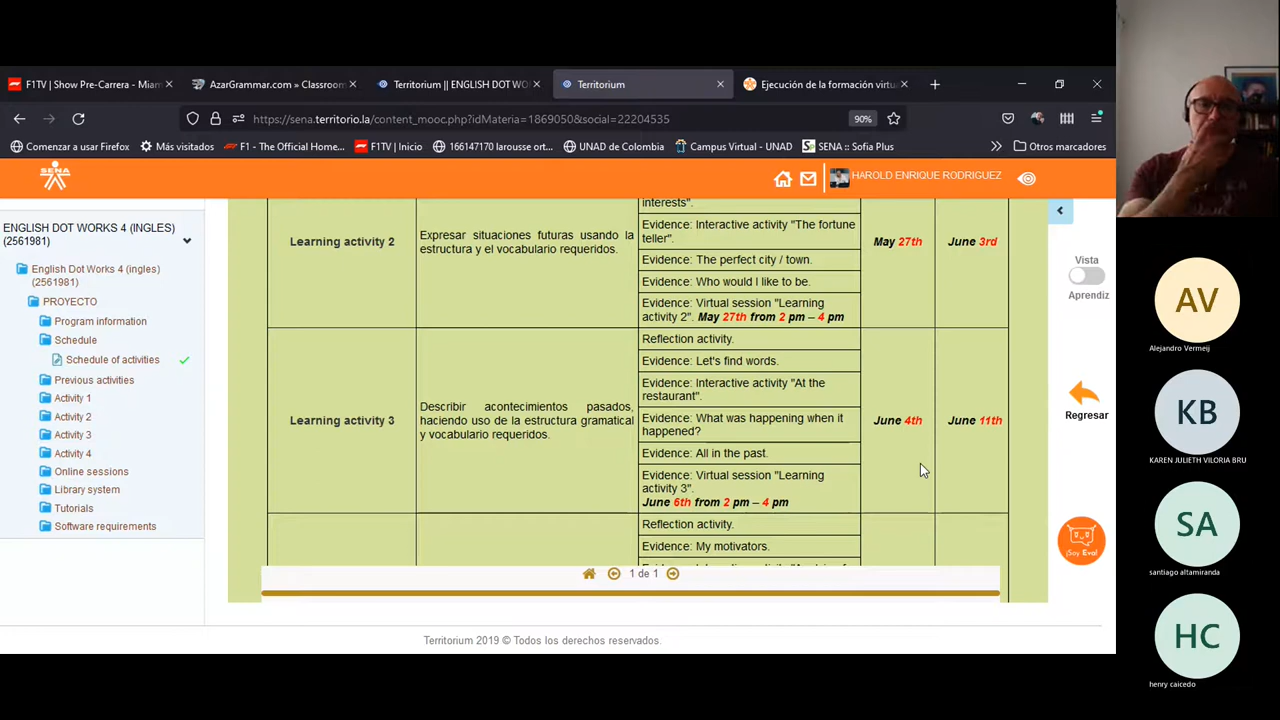 F1TV | Show Pre-Carrera - Miam
AzarGrammar.com » Classroom
Territorium || ENGLISH DOT WO
Territorium
Ejecución de la formación virtua
https://sena.territorio.la/content_mooc.php?idMateria=1869050&social=22204535
90%
Comenzar a usar Firefox
Más visitados
F1 - The Official Home...
F1TV | Inicio
166147170 larousse ort...
UNAD de Colombia
Campus Virtual - UNAD
SENA :: Sofia Plus
Otros marcadores
SENA
HAROLD ENRIQUE RODRIGUEZ
ENGLISH DOT WORKS 4 (INGLES)
(2561981)
English Dot Works 4 (ingles)
(2561981)
PROYECTO
Program information
Schedule
Schedule of activities
Previous activities
Activity 1
Activity 2
Activity 3
Activity 4
Online sessions
Library system
Tutorials
Software requirements
interests".
Learning activity 2
Expresar situaciones futuras usando la
estructura y el vocabulario requeridos.
Evidence: Interactive activity "The fortune
teller".
Evidence: The perfect city / town.
Evidence: Who would I like to be.
Evidence: Virtual session "Learning
activity 2". May 27th from 2 pm – 4 pm
May 27th
June 3rd
Learning activity 3
Describir acontecimientos pasados,
haciendo uso de la estructura gramatical
y vocabulario requeridos.
Reflection activity.
Evidence: Let's find words.
Evidence: Interactive activity "At the
restaurant".
Evidence: What was happening when it
happened?
Evidence: All in the past.
Evidence: Virtual session "Learning
activity 3".
June 6th from 2 pm – 4 pm
June 4th
June 11th
Reflection activity.
Evidence: My motivators.
1 de 1
Territorium 2019 © Todos los derechos reservados.
Vista
Aprendiz
Regresar
¡Soy Eva!
AV
Alejandro Vermeij
KB
KAREN JULIETH VILORIA BRU
SA
santiago altamiranda
HC
henry caicedo